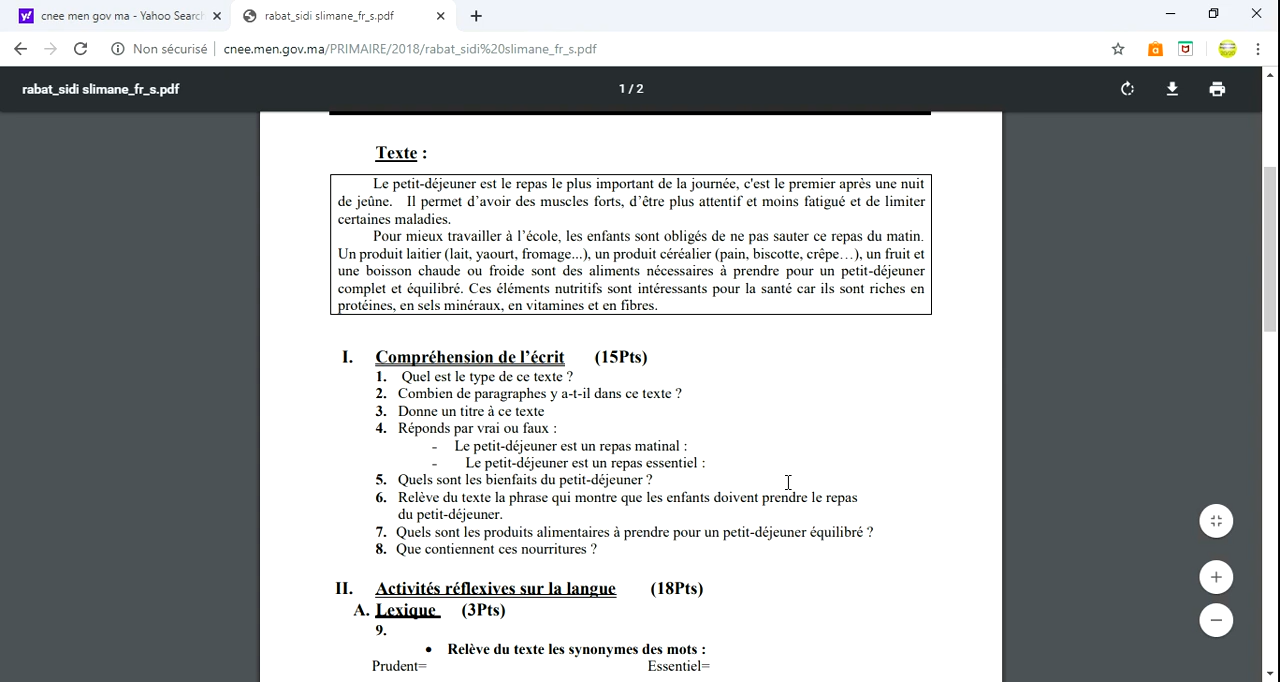 cnee men gov ma - Yahoo Search
rabat_sidi slimane_fr_s.pdf
Non sécurisé
cnee.men.gov.ma/PRIMAIRE/2018/rabat_sidi%20slimane_fr_s.pdf
rabat_sidi slimane_fr_s.pdf
1 / 2
Texte :
Le petit-déjeuner est le repas le plus important de la journée, c'est le premier après une nuit
de jeûne. Il permet d’avoir des muscles forts, d’être plus attentif et moins fatigué et de limiter
certaines maladies.
Pour mieux travailler à l’école, les enfants sont obligés de ne pas sauter ce repas du matin.
Un produit laitier (lait, yaourt, fromage...), un produit céréalier (pain, biscotte, crêpe…), un fruit et
une boisson chaude ou froide sont des aliments nécessaires à prendre pour un petit-déjeuner
complet et équilibré. Ces éléments nutritifs sont intéressants pour la santé car ils sont riches en
protéines, en sels minéraux, en vitamines et en fibres.
I. Compréhension de l’écrit (15Pts)
1. Quel est le type de ce texte ?
2. Combien de paragraphes y a-t-il dans ce texte ?
3. Donne un titre à ce texte
4. Réponds par vrai ou faux :
- Le petit-déjeuner est un repas matinal :
- Le petit-déjeuner est un repas essentiel :
5. Quels sont les bienfaits du petit-déjeuner ?
6. Relève du texte la phrase qui montre que les enfants doivent prendre le repas
du petit-déjeuner.
7. Quels sont les produits alimentaires à prendre pour un petit-déjeuner équilibré ?
8. Que contiennent ces nourritures ?
II. Activités réflexives sur la langue (18Pts)
A. Lexique (3Pts)
9.
• Relève du texte les synonymes des mots :
Prudent= Essentiel=